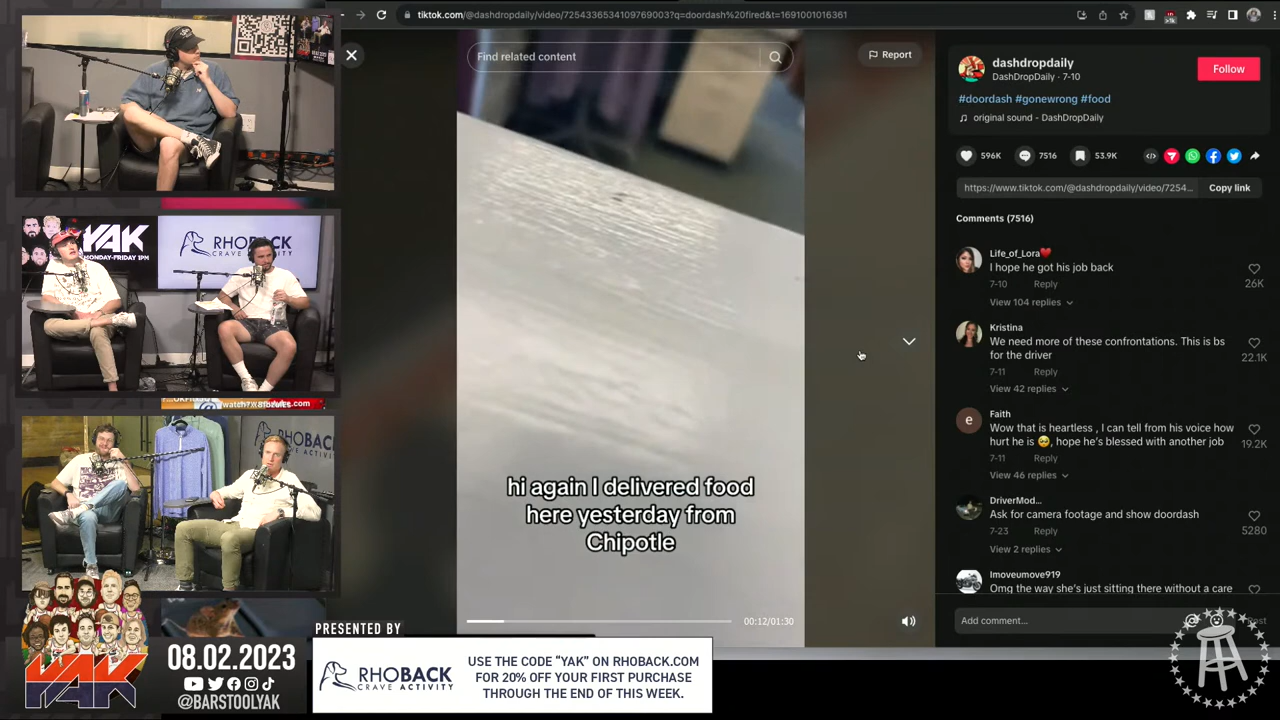 tiktok.com/@dashdropdaily/video/7254336534109769003?q=doordash%20fired&t=1691001016361
Find related content
Report
dashdropdaily
DashDropDaily · 7-10
Follow
#doordash #gonewrong #food
original sound - DashDropDaily
596K
7516
53.9K
https://www.tiktok.com/@dashdropdaily/video/7254...
Copy link
Comments (7516)
Life_of_Lora❤️
I hope he got his job back
7-10 Reply
26K
View 104 replies
Kristina
We need more of these confrontations. This is bs
for the driver
7-11 Reply
22.1K
View 42 replies
e
Faith
Wow that is heartless , I can tell from his voice how
hurt he is 🥹, hope he's blessed with another job
7-11 Reply
19.2K
View 46 replies
DriverMod...
Ask for camera footage and show doordash
7-23 Reply
5280
View 2 replies
Imoveumove919
Omg the way she's just sitting there without a care
Add comment...
hi again I delivered food
here yesterday from
Chipotle
00:12/01:30
YAK
MONDAY-FRIDAY 1PM
RHOBACK
CRAVE ACTIVITY
RHOBACK
YAK
08.02.2023
@BARSTOOLYAK
PRESENTED BY
RHOBACK
CRAVE ACTIVITY
USE THE CODE "YAK" ON RHOBACK.COM
FOR 20% OFF YOUR FIRST PURCHASE
THROUGH THE END OF THIS WEEK.